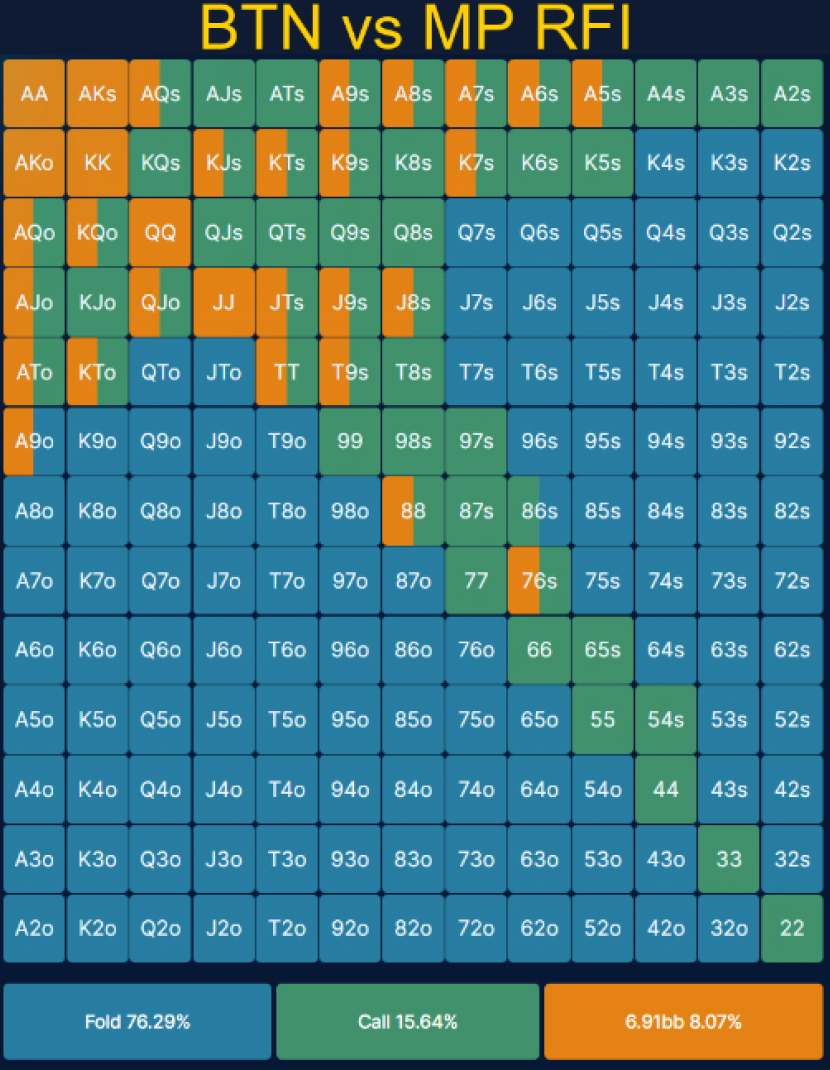 BTN vs MP RFI
AA AKs AQs AJs ATs A9s A8s A7s A6s A5s A4s A3s A2s
AKo KK KQs KJs KTs K9s K8s K7s K6s K5s K4s K3s K2s
AQo KQo QQ QJs QTs Q9s Q8s Q7s Q6s Q5s Q4s Q3s Q2s
AJo KJo QJo JJ JTs J9s J8s J7s J6s J5s J4s J3s J2s
ATo KTo QTo JTo TT T9s T8s T7s T6s T5s T4s T3s T2s
A9o K9o Q9o J9o T9o 99 98s 97s 96s 95s 94s 93s 92s
A8o K8o Q8o J8o T8o 98o 88 87s 86s 85s 84s 83s 82s
A7o K7o Q7o J7o T7o 97o 87o 77 76s 75s 74s 73s 72s
A6o K6o Q6o J6o T6o 96o 86o 76o 66 65s 64s 63s 62s
A5o K5o Q5o J5o T5o 95o 85o 75o 65o 55 54s 53s 52s
A4o K4o Q4o J4o T4o 94o 84o 74o 64o 54o 44 43s 42s
A3o K3o Q3o J3o T3o 93o 83o 73o 63o 53o 43o 33 32s
A2o K2o Q2o J2o T2o 92o 82o 72o 62o 52o 42o 32o 22
Fold 76.29% Call 15.64% 6.91bb 8.07%